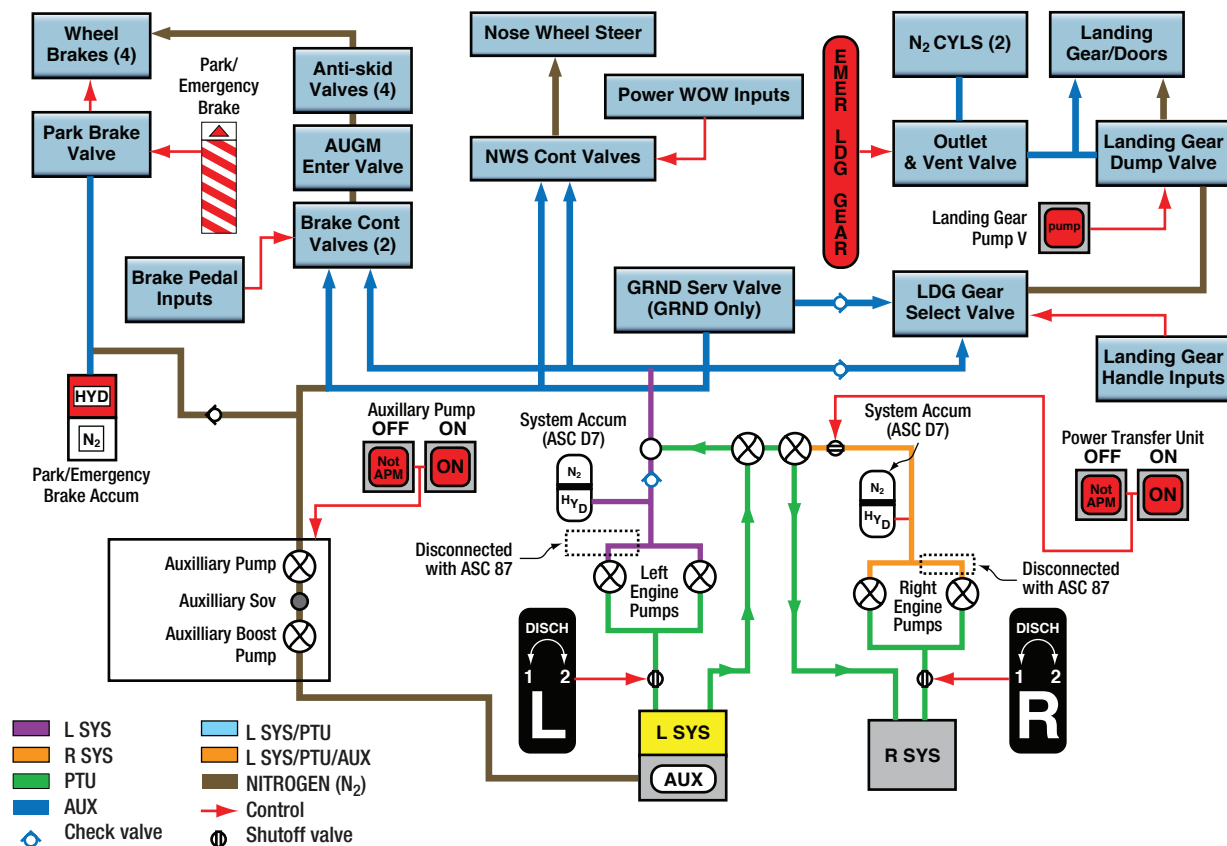 Wheel
Brakes (4)
Park/
Emergency
Brake
Anti-skid
Valves (4)
Nose Wheel Steer
Power WOW Inputs
EMER LDG GEAR
N2 CYLS (2)
Landing
Gear/Doors
Park Brake
Valve
AUGM
Enter Valve
NWS Cont Valves
Outlet
& Vent Valve
Landing Gear
Dump Valve
Brake Cont
Valves (2)
Landing Gear
Pump V
pump
Brake Pedal
Inputs
GRND Serv Valve
(GRND Only)
LDG Gear
Select Valve
Landing Gear
Handle Inputs
HYD
N2
Park/Emergency
Brake Accum
Auxillary Pump
OFF
ON
Not
APM
ON
System Accum
(ASC D7)
N2
HYD
System Accum
(ASC D7)
N2
HYD
Power Transfer Unit
OFF
ON
Not
APM
ON
Disconnected
with ASC 87
Left
Engine
Pumps
Right
Engine
Pumps
Disconnected
with ASC 87
Auxilliary Pump
Auxilliary Sov
Auxilliary Boost
Pump
DISCH
1 2
L
DISCH
1 2
R
L SYS
AUX
R SYS
L SYS
R SYS
PTU
AUX
Check valve
L SYS/PTU
L SYS/PTU/AUX
NITROGEN (N2)
Control
Shutoff valve